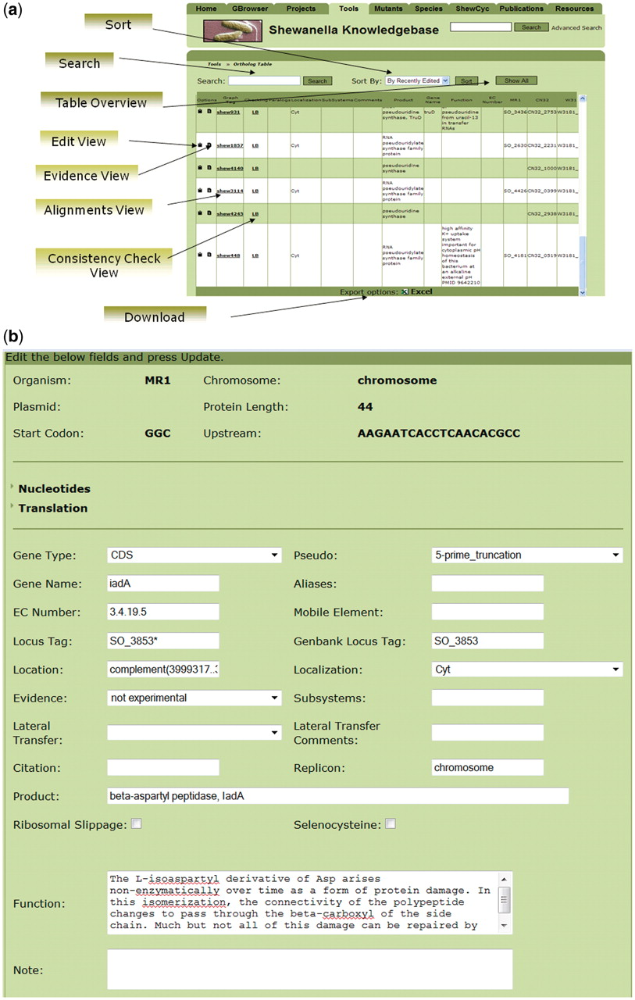 (a)
Home GBrowser Projects Tools Mutants Species ShewCyc Publications Resources
Sort
Shewanella Knowledgebase
Search Advanced Search
Search
Tools » Ortholog Table
Search: Search Sort By: By Recently Edited Sort Show All
Table Overview
Options Graph Tag Checking Paralogs Localization SubSystems Comments Product Gene Name Function EC Number MR1 CN32 W31
shew931 LB Cyt pseudouridine synthase, TruD truD pseudouridine from uracil-13 in transfer RNAs SO_3436 CN32_2753 W3181_
Edit View
shew1857 LB Cyt RNA pseudouridylate synthase family protein SO_2630 CN32_2231 W3181_
Evidence View
shew4140 LB pseudouridine synthase CN32_1000 W3181_
Alignments View
shew3114 LB Cyt RNA pseudouridylate synthase family protein SO_4426 CN32_0399 W3181_
shew4245 LB pseudouridine synthase CN32_2938 W3181_
Consistency Check
View
shew448 LB Cyt RNA pseudouridylate synthase family protein high affinity K+ uptake system important for cytoplasmic pH homeostasis of this bacterium at an alkaline external pH PMID 9642210 SO_4181 CN32_0519 W3181_
Export options: Excel
Download
(b)
Edit the below fields and press Update.
Organism: MR1 Chromosome: chromosome
Plasmid: Protein Length: 44
Start Codon: GGC Upstream: AAGAATCACCTCAACACGCC
Nucleotides
Translation
Gene Type: CDS Pseudo: 5-prime_truncation
Gene Name: iadA Aliases:
EC Number: 3.4.19.5 Mobile Element:
Locus Tag: SO_3853* Genbank Locus Tag: SO_3853
Location: complement(3999317.. Localization: Cyt
Evidence: not experimental Subsystems:
Lateral Transfer: Lateral Transfer Comments:
Citation: Replicon: chromosome
Product: beta-aspartyl peptidase, IadA
Ribosomal Slippage: Selenocysteine:
Function:
The L-isoaspartyl derivative of Asp arises
non-enzymatically over time as a form of protein damage. In
this isomerization, the connectivity of the polypeptide
changes to pass through the beta-carboxyl of the side
chain. Much but not all of this damage can be repaired by
Note: